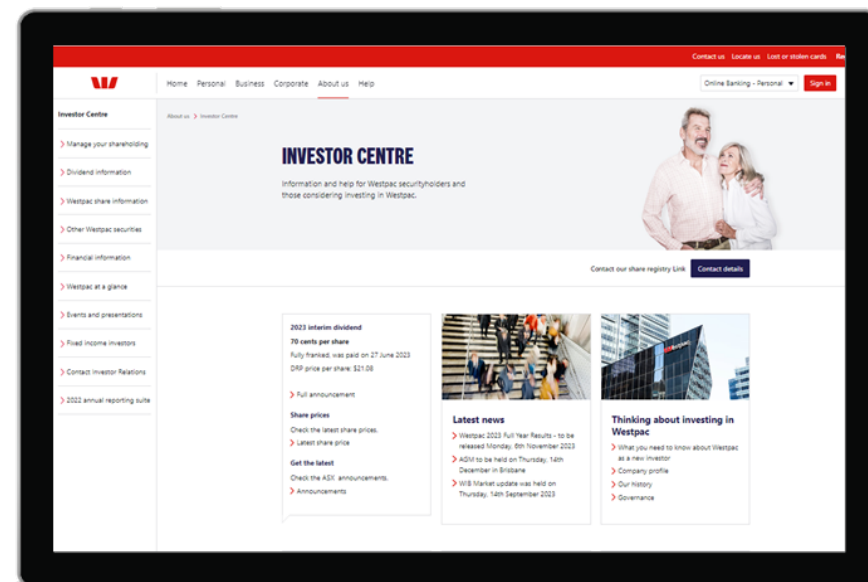 Contact us Locate us Lost or stolen cards
Home Personal Business Corporate About us Help
Online Banking - Personal Sign in
Investor Centre
About us Investor Centre
Manage your shareholding
Dividend information
Westpac share information
Other Westpac securities
Financial information
Westpac at a glance
Events and presentations
Fixed income investors
Contact Investor Relations
2022 annual reporting suite
INVESTOR CENTRE
Information and help for Westpac securityholders and
those considering investing in Westpac.
Contact our share registry Link Contact details
2023 interim dividend
70 cents per share
Fully franked, was paid on 27 June 2023
DRP price per share: $21.08
Full announcement
Share prices
Check the latest share prices.
Latest share price
Get the latest
Check the ASX announcements.
Announcements
Latest news
Westpac 2023 Full Year Results - to be
released Monday, 6th November 2023
AGM to be held on Thursday, 14th
December in Brisbane
WIB Market update was held on
Thursday, 14th September 2023
Westpac
Thinking about investing in
Westpac
What you need to know about Westpac
as a new investor
Company profile
Our history
Governance